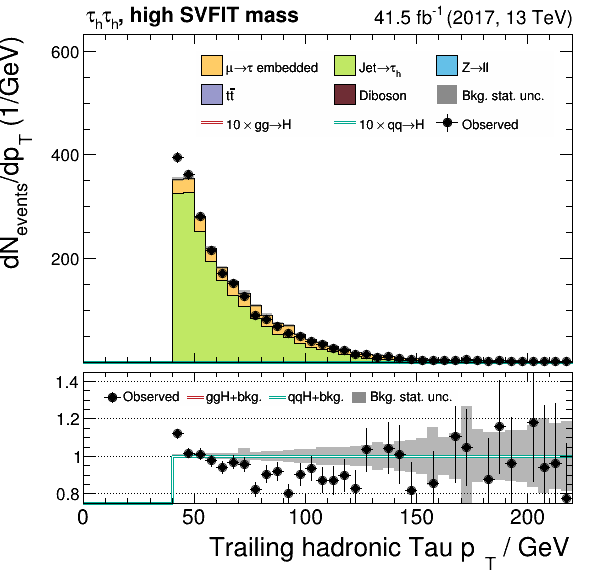 τhτh, high SVFIT mass 41.5 fb-1 (2017, 13 TeV)
dNevents/dpT (1/GeV)
600
400
200
μ→τ embedded Jet→τh Z→ll
tt̅ Diboson Bkg. stat. unc.
10 × gg→H 10 × qq→H Observed
1.4
1.2
1
0.8
Observed ggH+bkg. qqH+bkg. Bkg. stat. unc.
0 50 100 150 200
Trailing hadronic Tau p T / GeV